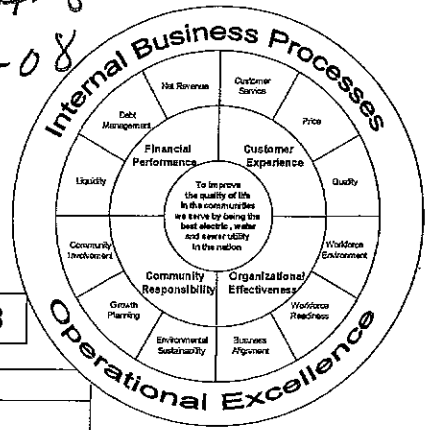 08
Internal Business Processes
Net Revenue
Customer
Service
Debt
Management
Price
Financial
Performance
Customer
Experience
Liquidity
Quality
To improve
the quality of life
in the communities
we serve by being the
best electric, water
and sewer utility
in the nation
Community
Involvement
Workforce
Environment
Community
Responsibility
Organizational
Effectiveness
Growth
Planning
Workforce
Readiness
Environmental
Sustainability
Business
Alignment
Operational Excellence